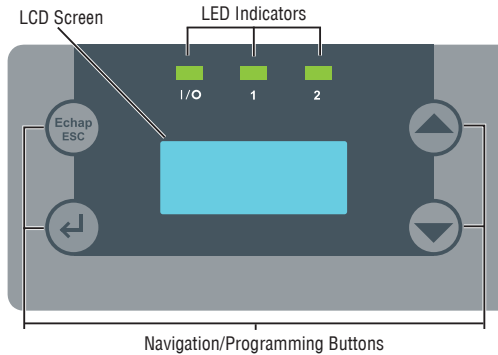 LCD Screen
LED Indicators
I/O
1
2
Echap
ESC
Navigation/Programming Buttons